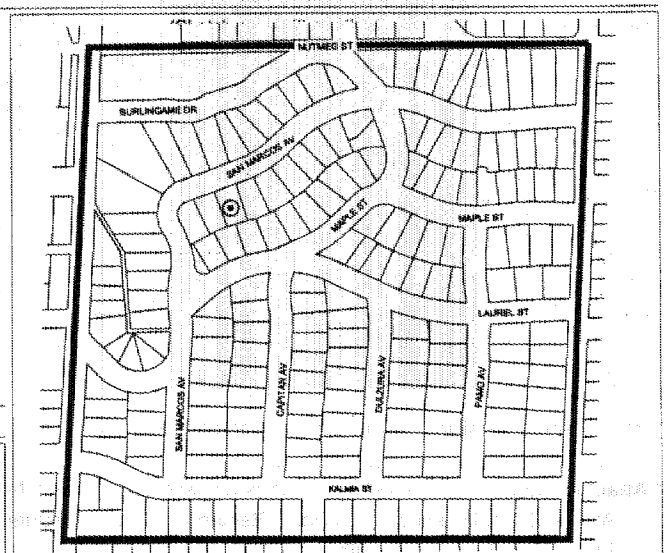 NUTMEG ST
BURLINGAME DR
SAN MARCOS AV
MAPLE ST
MAPLE ST
LAUREL ST
SAN MARCOS AV
CAPITAN AV
DULZURA AV
PAMO AV
KALMIA ST